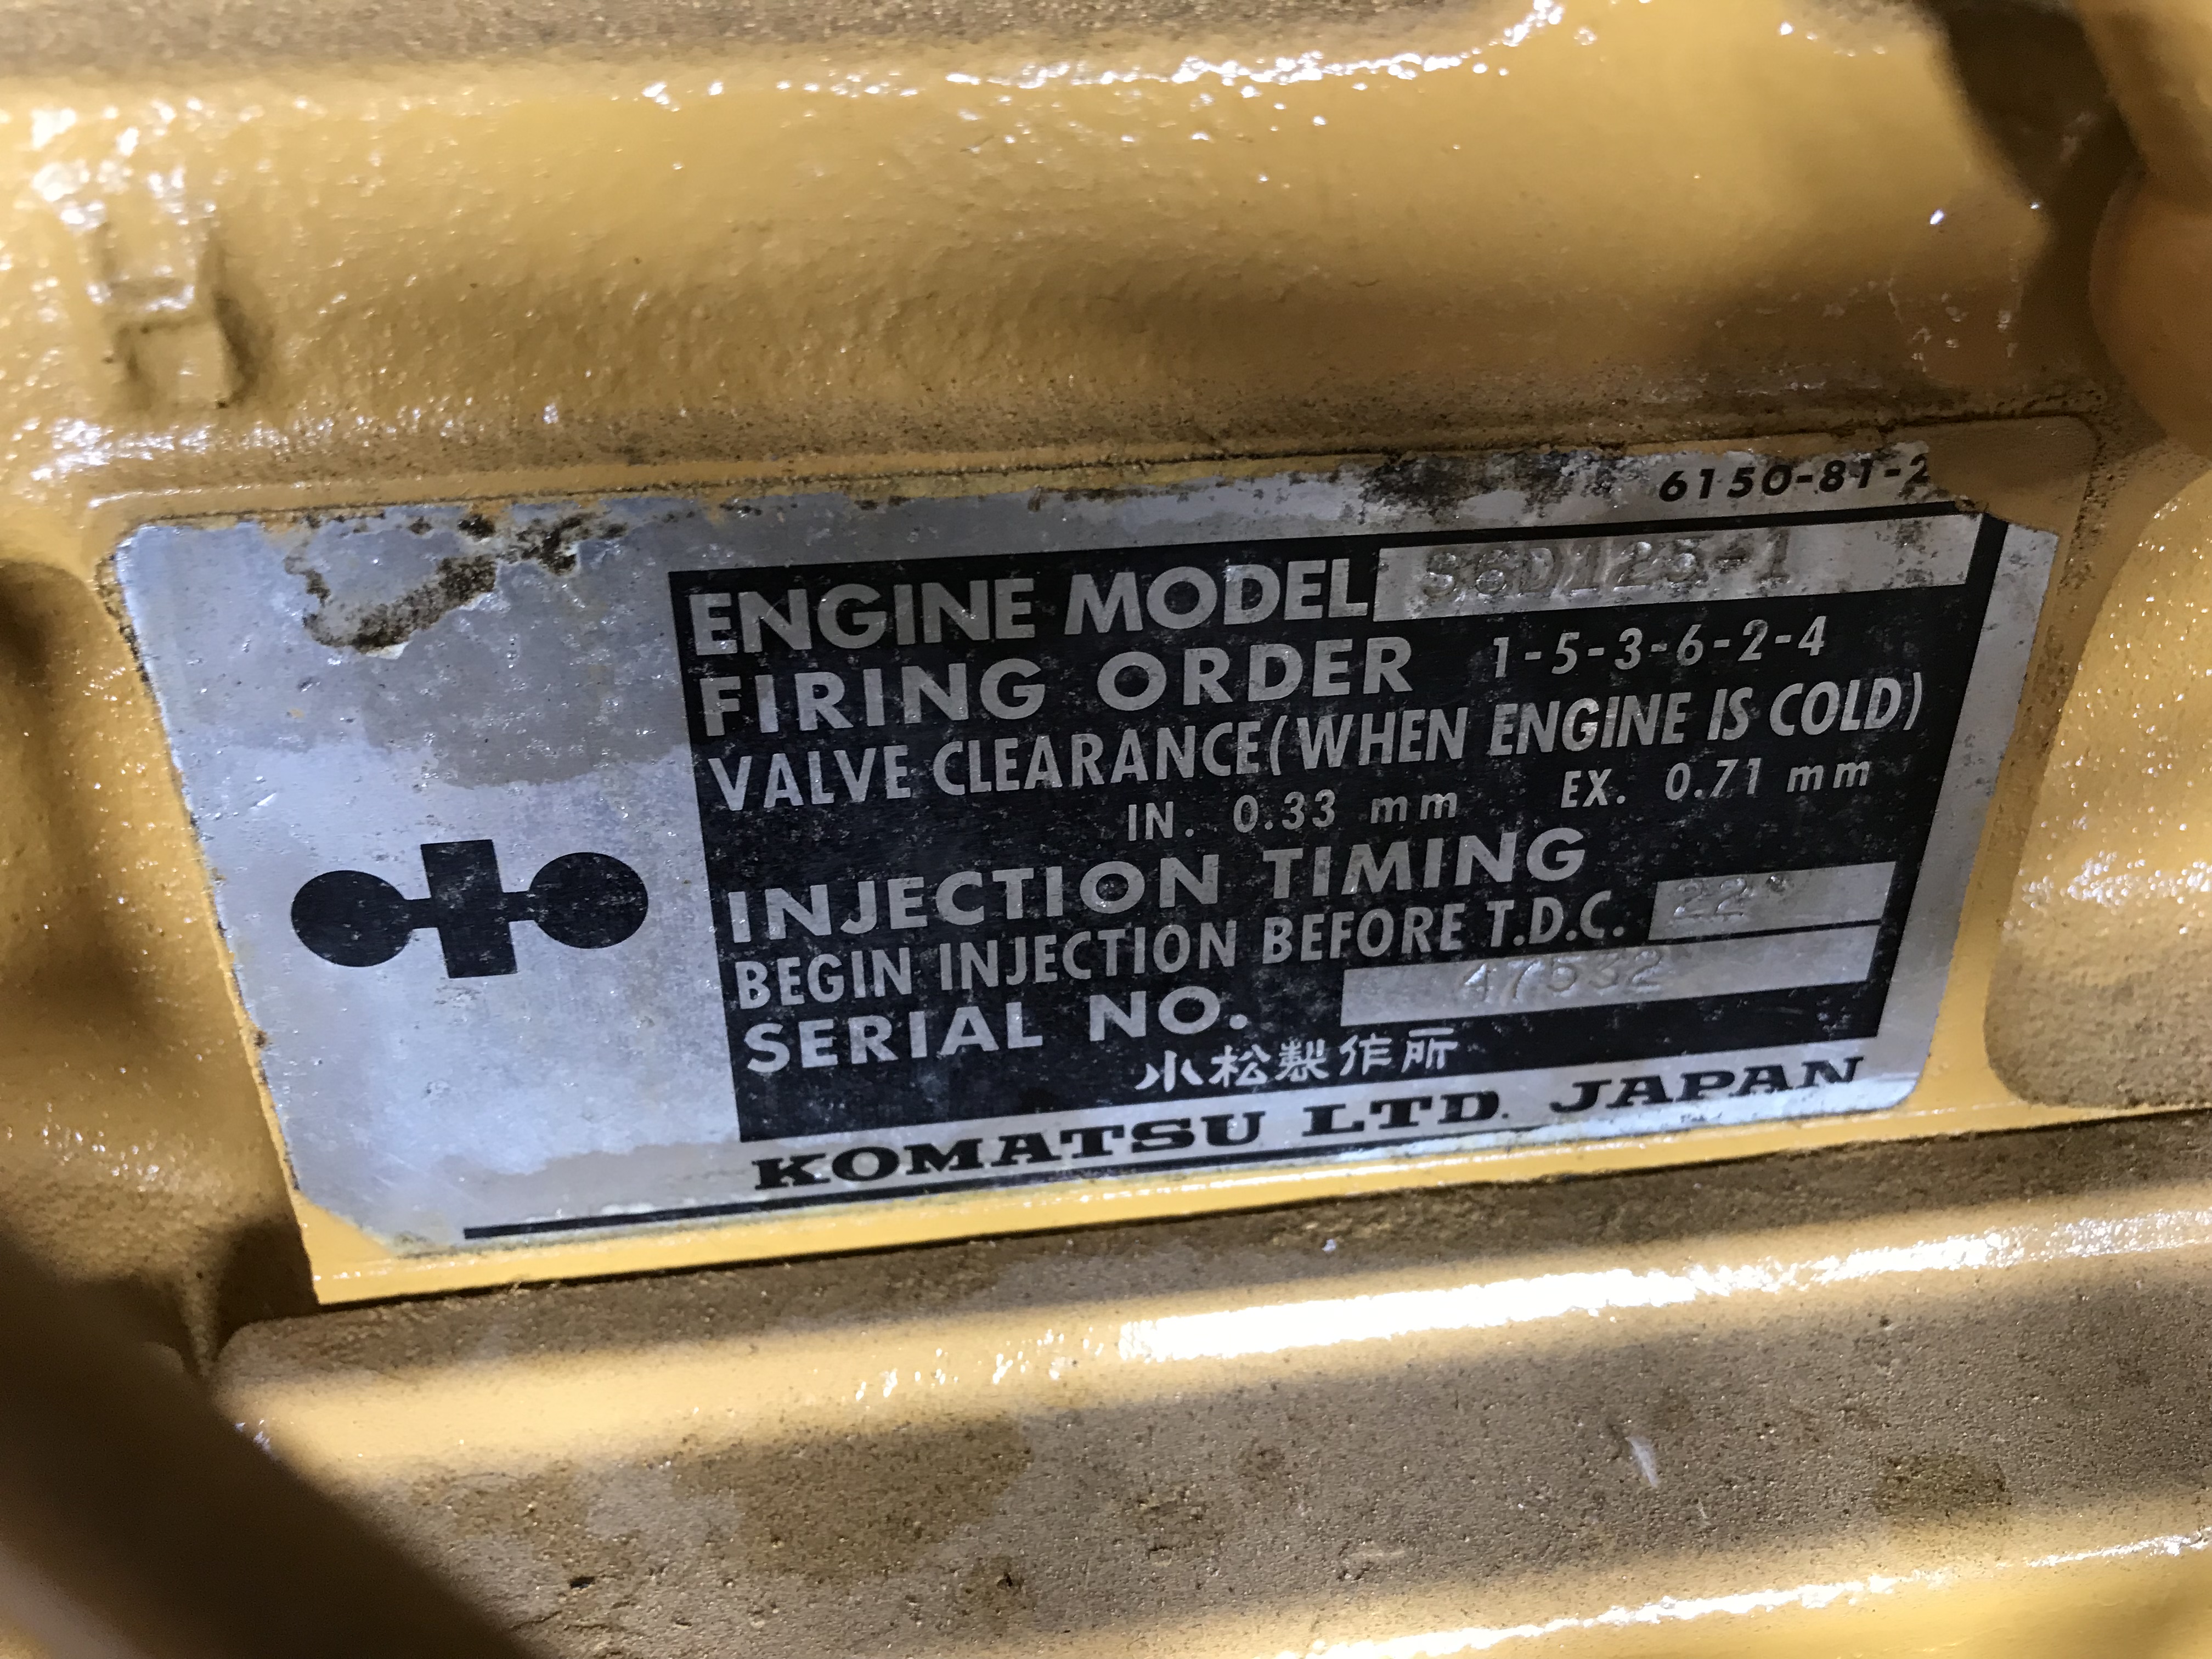 6150-81-2
ENGINE MODEL S6D125-1
FIRING ORDER 1-5-3-6-2-4
VALVE CLEARANCE(WHEN ENGINE IS COLD)
IN. 0.33 mm EX. 0.71 mm
INJECTION TIMING
BEGIN INJECTION BEFORE T.D.C. 22°
SERIAL NO. 47532
小松製作所
KOMATSU LTD. JAPAN